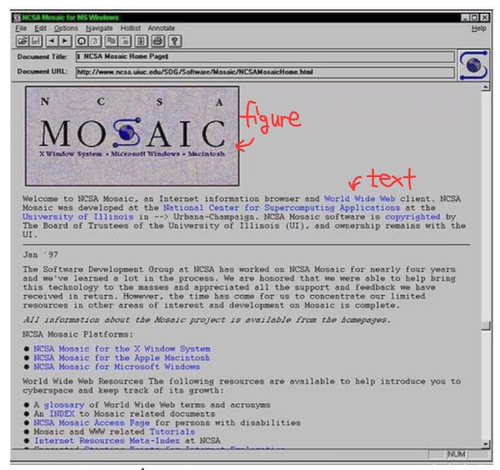 NCSA Mosaic for MS Windows
File Edit Options Navigate Hotlist Annotate Help
Document Title: NCSA Mosaic Home Page
Document URL: http://www.ncsa.uiuc.edu/SDG/Software/Mosaic/NCSAMosaicHome.html
N C S A
MOSAIC
X Window System • Microsoft Windows • Macintosh
figure
text
Welcome to NCSA Mosaic, an Internet information browser and World Wide Web client. NCSA
Mosaic was developed at the National Center for Supercomputing Applications at the
University of Illinois in --> Urbana-Champaign. NCSA Mosaic software is copyrighted by
The Board of Trustees of the University of Illinois (UI), and ownership remains with the
UI.
Jan '97
The Software Development Group at NCSA has worked on NCSA Mosaic for nearly four years
and we've learned a lot in the process. We are honored that we were able to help bring
this technology to the masses and appreciated all the support and feedback we have
received in return. However, the time has come for us to concentrate our limited
resources in other areas of interest and development on Mosaic is complete.
All information about the Mosaic project is available from the homepages.
NCSA Mosaic Platforms:
● NCSA Mosaic for the X Window System
● NCSA Mosaic for the Apple Macintosh
● NCSA Mosaic for Microsoft Windows
World Wide Web Resources The following resources are available to help introduce you to
cyberspace and keep track of its growth:
● A glossary of World Wide Web terms and acronyms
● An INDEX to Mosaic related documents
● NCSA Mosaic Access Page for persons with disabilities
● Mosaic and WWW related Tutorials
● Internet Resources Meta-Index at NCSA
NUM